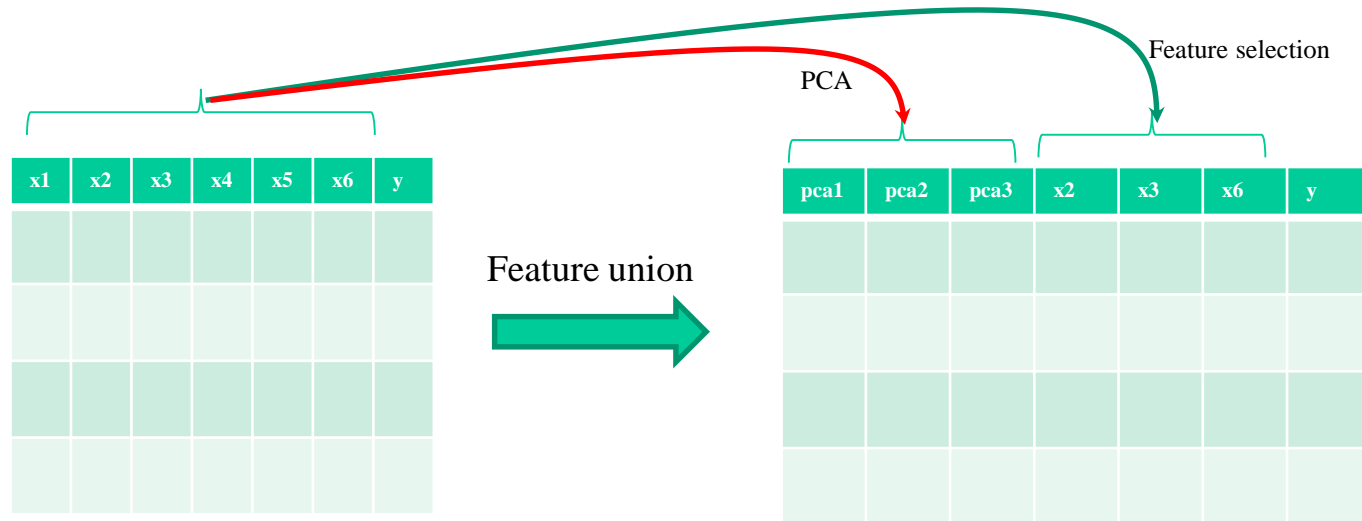 Feature selection
PCA
x1 x2 x3 x4 x5 x6 y
pca1 pca2 pca3 x2 x3 x6 y
Feature union